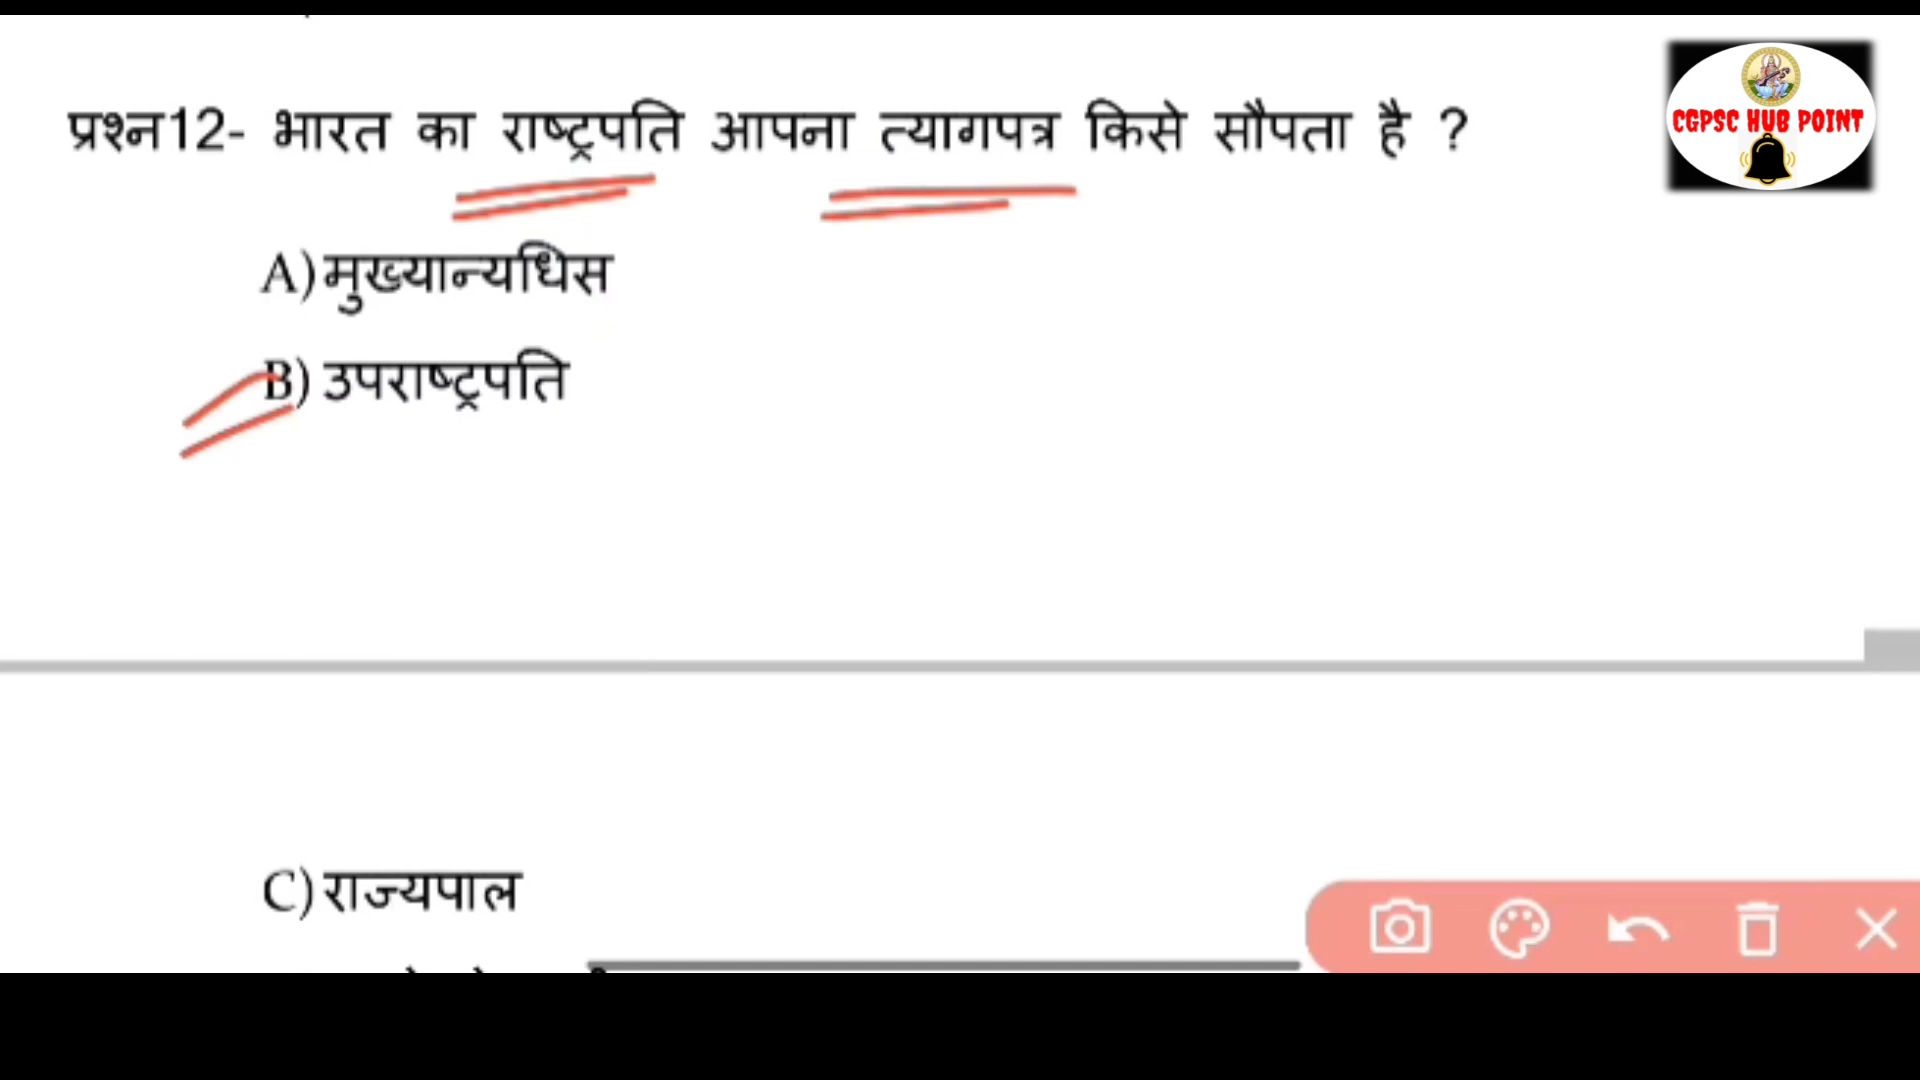 प्रश्न12- भारत का राष्ट्रपति आपना त्यागपत्र किसे सौपता है ?
CGPSC HUB POINT
A) मुख्यान्यधिस
B) उपराष्ट्रपति
C) राज्यपाल